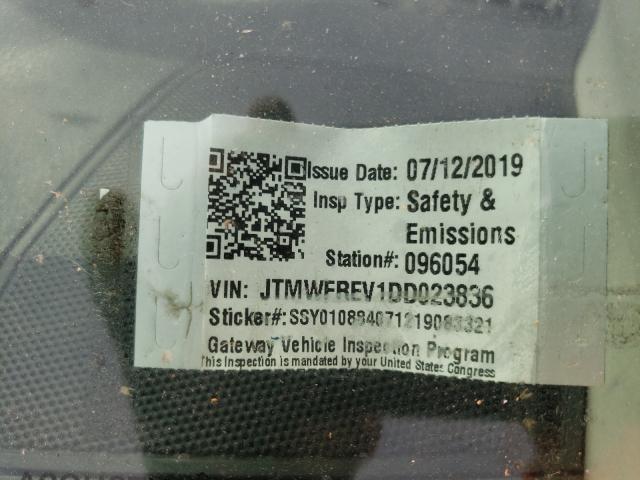 Issue Date: 07/12/2019
Insp Type: Safety &
Emissions
Station#: 096054
VIN: JTMWFREV1DD023836
Sticker#:
Gateway Vehicle Inspection Program
This Inspection is mandated by your United States Congress